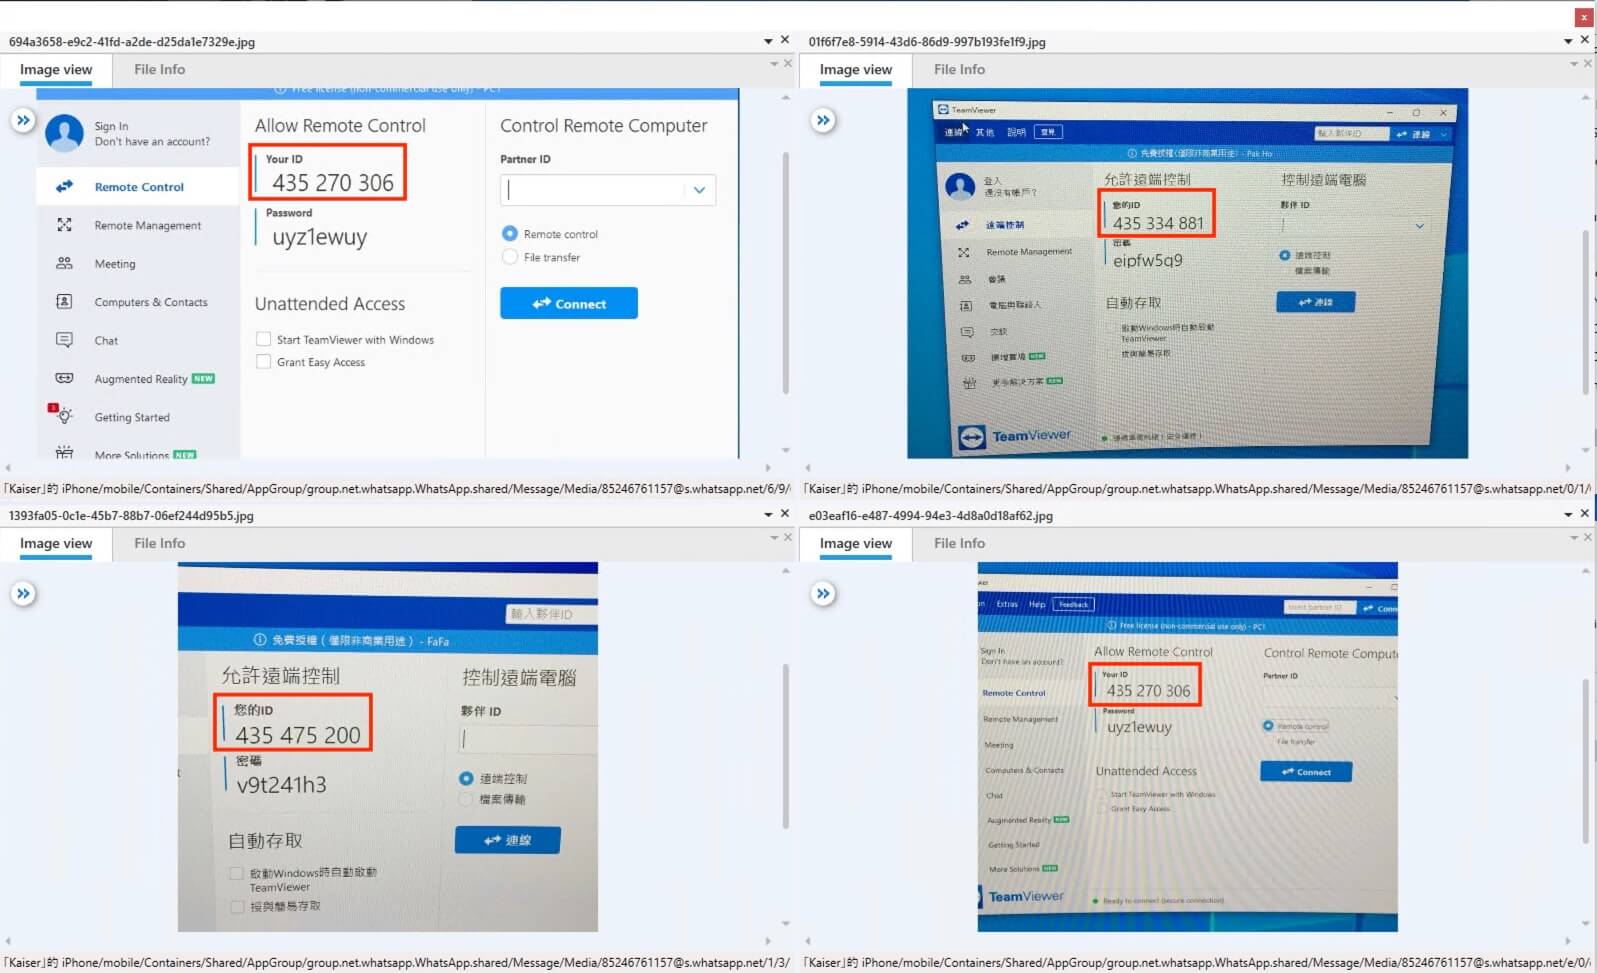 694a3658-e9c2-41fd-a2de-d25da1e7329e.jpg
Image view
File Info
Free license (non-commercial use only) - PC1
Sign In
Don't have an account?
Remote Control
Remote Management
Meeting
Computers & Contacts
Chat
Augmented Reality NEW
1
Getting Started
More Solutions NEW
Allow Remote Control
Your ID
435 270 306
Password
uyz1ewuy
Unattended Access
Start TeamViewer with Windows
Grant Easy Access
Control Remote Computer
Partner ID
Remote control
File transfer
Connect
「Kaiser」的 iPhone/mobile/Containers/Shared/AppGroup/group.net.whatsapp.WhatsApp.shared/Message/Media/85246761157@s.whatsapp.net/6/9/
01f6f7e8-5914-43d6-86d9-997b193fe1f9.jpg
Image view
File Info
TeamViewer
連線 其他 說明 意見
輸入夥伴ID
連線
免費授權(僅限非商業用途) - Pak Ho
登入
還沒有帳戶?
遠端控制
Remote Management
會議
電腦與聯絡人
交談
擴增實境 NEW
更多解決方案 NEW
TeamViewer
允許遠端控制
您的ID
435 334 881
密碼
eipfw5q9
自動存取
啟動Windows時自動啟動
TeamViewer
授與簡易存取
控制遠端電腦
夥伴 ID
遠端控制
檔案傳輸
連線
「Kaiser」的 iPhone/mobile/Containers/Shared/AppGroup/group.net.whatsapp.WhatsApp.shared/Message/Media/85246761157@s.whatsapp.net/0/1/
1393fa05-0c1e-45b7-88b7-06ef244d95b5.jpg
Image view
File Info
輸入夥伴ID
免費授權 ( 僅限非商業用途 ) - FaFa
允許遠端控制
您的ID
435 475 200
密碼
v9t241h3
自動存取
啟動Windows時自動啟動
TeamViewer
授與簡易存取
控制遠端電腦
夥伴 ID
遠端控制
檔案傳輸
連線
「Kaiser」的 iPhone/mobile/Containers/Shared/AppGroup/group.net.whatsapp.WhatsApp.shared/Message/Media/85246761157@s.whatsapp.net/1/3/
e03eaf16-e487-4994-94e3-4d8a0d18af62.jpg
Image view
File Info
Extras Help Feedback
partner ID
Conn
Free license (non-commercial use only) - PC1
Sign In
Don't have an account?
Remote Control
Remote Management
Meeting
Computers & Contacts
Chat
Augmented Reality NEW
Getting Started
More Solutions NEW
TeamViewer
Allow Remote Control
Your ID
435 270 306
Password
uyz1ewuy
Unattended Access
Start TeamViewer with Windows
Grant Easy Access
Ready to connect (secure connection)
Control Remote Compute
Partner ID
Remote control
File transfer
Connect
「Kaiser」的 iPhone/mobile/Containers/Shared/AppGroup/group.net.whatsapp.WhatsApp.shared/Message/Media/85246761157@s.whatsapp.net/e/0/